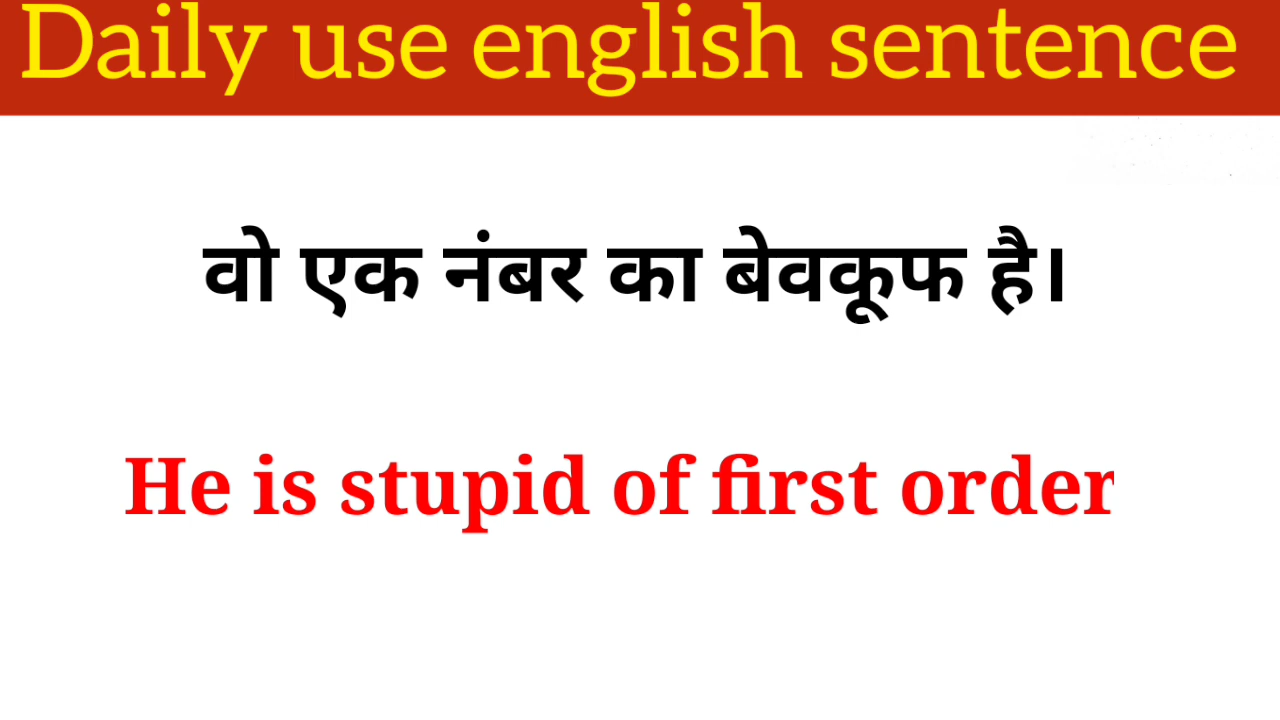 Daily use english sentence
वो एक नंबर का बेवकूफ है।
He is stupid of first order